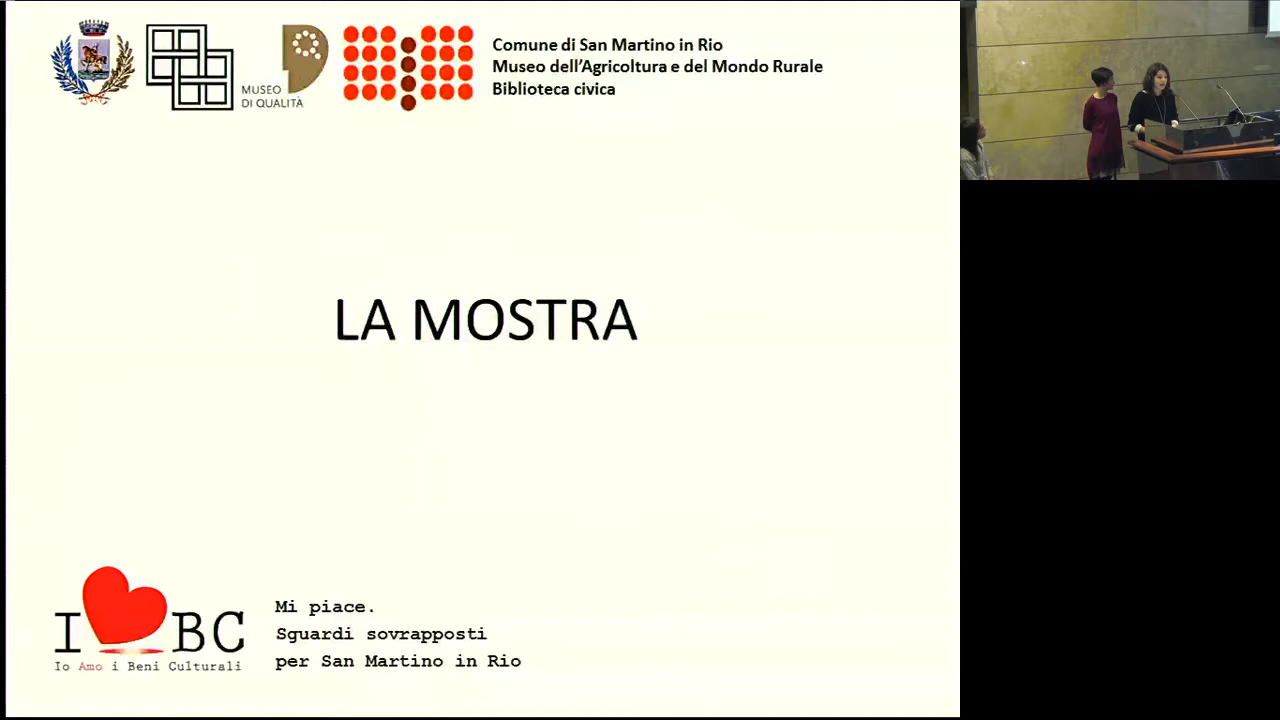 MUSEO
DI QUALITÀ
Comune di San Martino in Rio
Museo dell'Agricoltura e del Mondo Rurale
Biblioteca civica
LA MOSTRA
I BC
Io Amo i Beni Culturali
Mi piace.
Sguardi sovrapposti
per San Martino in Rio